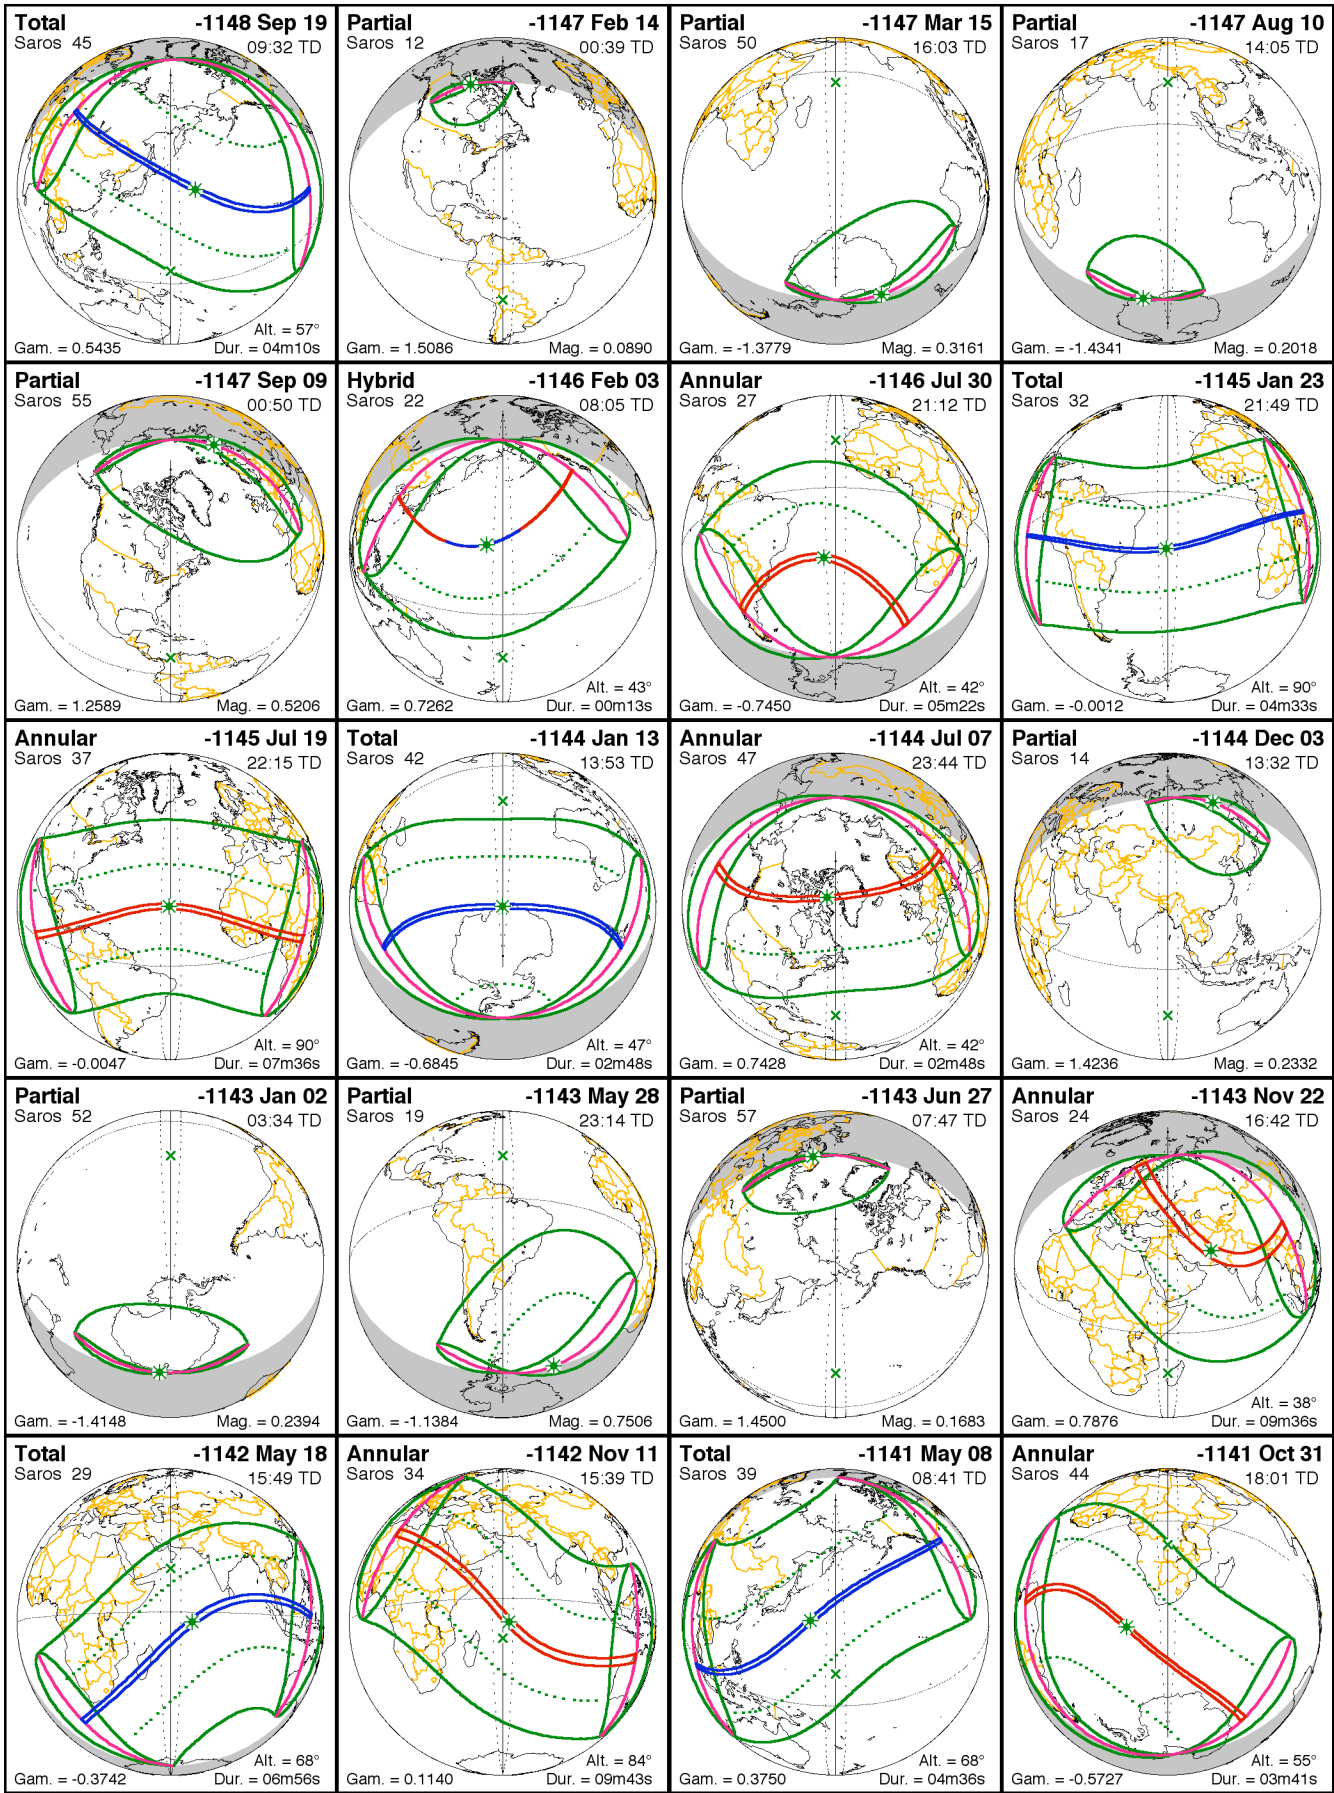 Total -1148 Sep 19
Saros 45 09:32 TD
Alt. = 57°
Gam. = 0.5435 Dur. = 04m10s
Partial -1147 Feb 14
Saros 12 00:39 TD
Gam. = 1.5086 Mag. = 0.0890
Partial -1147 Mar 15
Saros 50 16:03 TD
Gam. = -1.3779 Mag. = 0.3161
Partial -1147 Aug 10
Saros 17 14:05 TD
Gam. = -1.4341 Mag. = 0.2018
Partial -1147 Sep 09
Saros 55 00:50 TD
Gam. = 1.2589 Mag. = 0.5206
Hybrid -1146 Feb 03
Saros 22 08:05 TD
Alt. = 43°
Gam. = 0.7262 Dur. = 00m13s
Annular -1146 Jul 30
Saros 27 21:12 TD
Alt. = 42°
Gam. = -0.7450 Dur. = 05m22s
Total -1145 Jan 23
Saros 32 21:49 TD
Alt. = 90°
Gam. = -0.0012 Dur. = 04m33s
Annular -1145 Jul 19
Saros 37 22:15 TD
Alt. = 90°
Gam. = -0.0047 Dur. = 07m36s
Total -1144 Jan 13
Saros 42 13:53 TD
Alt. = 47°
Gam. = -0.6845 Dur. = 02m48s
Annular -1144 Jul 07
Saros 47 23:44 TD
Alt. = 42°
Gam. = 0.7428 Dur. = 02m48s
Partial -1144 Dec 03
Saros 14 13:32 TD
Gam. = 1.4236 Mag. = 0.2332
Partial -1143 Jan 02
Saros 52 03:34 TD
Gam. = -1.4148 Mag. = 0.2394
Partial -1143 May 28
Saros 19 23:14 TD
Gam. = -1.1384 Mag. = 0.7506
Partial -1143 Jun 27
Saros 57 07:47 TD
Gam. = 1.4500 Mag. = 0.1683
Annular -1143 Nov 22
Saros 24 16:42 TD
Alt. = 38°
Gam. = 0.7876 Dur. = 09m36s
Total -1142 May 18
Saros 29 15:49 TD
Alt. = 68°
Gam. = -0.3742 Dur. = 06m56s
Annular -1142 Nov 11
Saros 34 15:39 TD
Alt. = 84°
Gam. = 0.1140 Dur. = 09m43s
Total -1141 May 08
Saros 39 08:41 TD
Alt. = 68°
Gam. = 0.3750 Dur. = 04m36s
Annular -1141 Oct 31
Saros 44 18:01 TD
Alt. = 55°
Gam. = -0.5727 Dur. = 03m41s